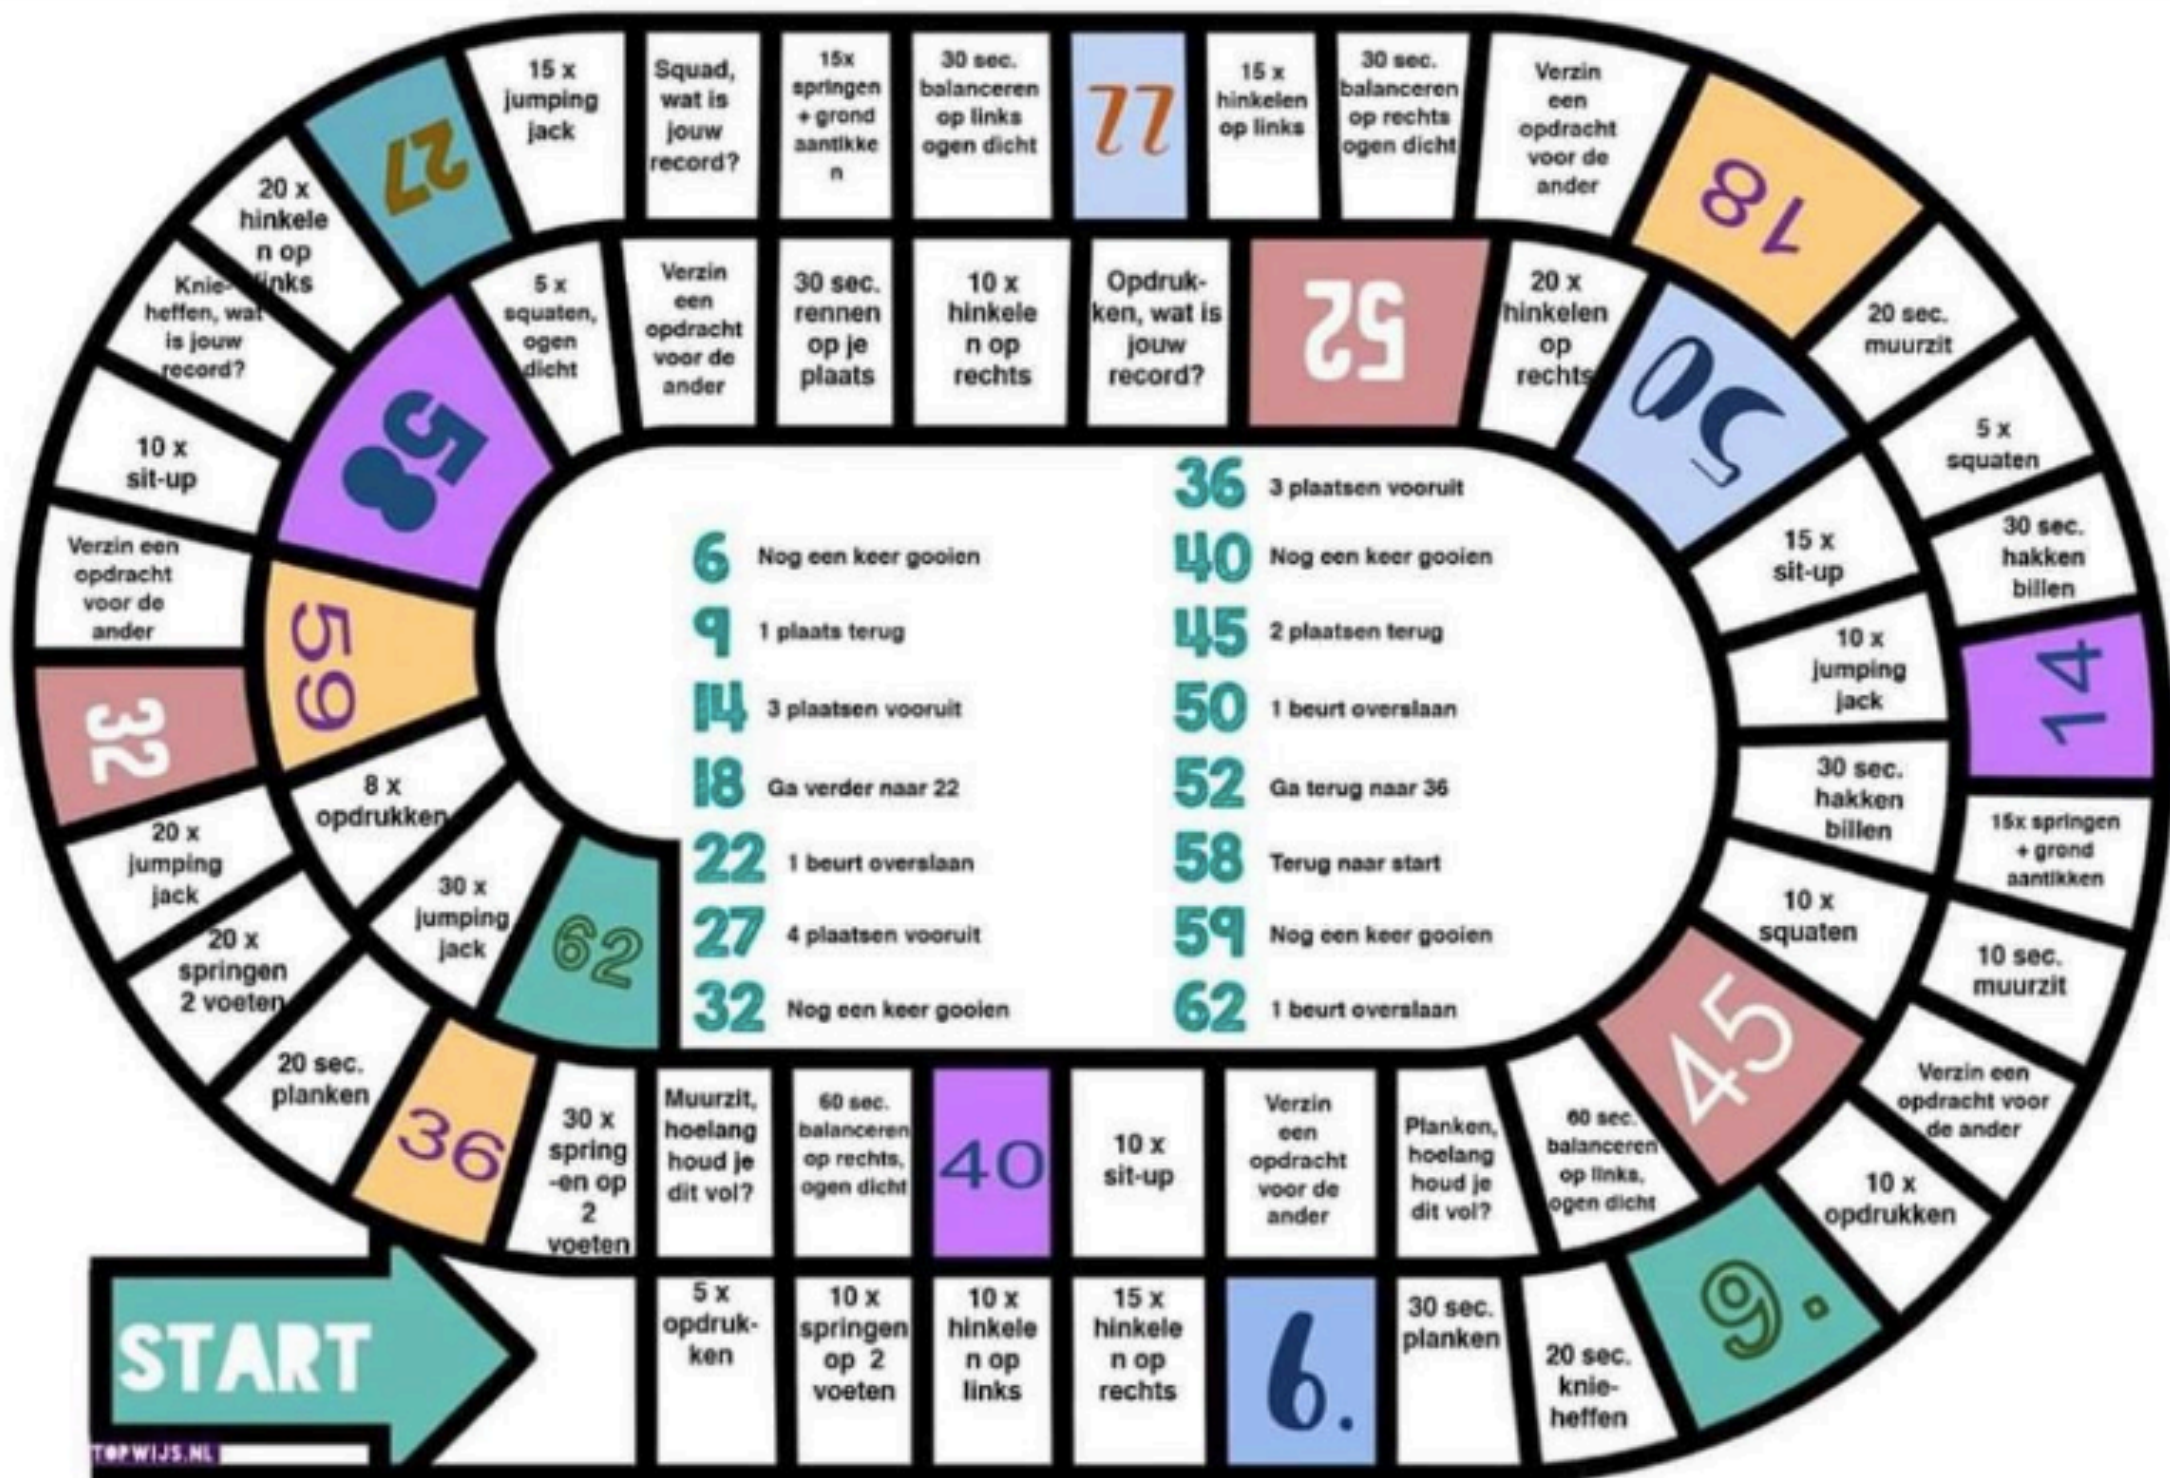 START
TOPWIJS.NL
5 x
opdruk-
ken
10 x
springen
op 2
voeten
10 x
hinkele
n op
links
15 x
hinkele
n op
rechts
6.
30 sec.
planken
20 sec.
knie-
heffen
9.
10 x
opdrukken
Verzin een
opdracht voor
de ander
10 sec.
muurzit
15x springen
+ grond
aantikken
14
30 sec.
hakken
billen
5 x
squaten
20 sec.
muurzit
18
Verzin
een
opdracht
voor de
ander
30 sec.
balanceren
op rechts
ogen dicht
15 x
hinkelen
op links
22
30 sec.
balanceren
op links
ogen dicht
15x
springen
+ grond
aantikke
n
Squad,
wat is
jouw
record?
15 x
jumping
jack
27
20 x
hinkele
n op
links
Knie-
heffen, wat
is jouw
record?
10 x
sit-up
Verzin een
opdracht
voor de
ander
32
20 x
jumping
jack
20 x
springen
2 voeten
20 sec.
planken
36
30 x
spring
-en op
2
voeten
Muurzit,
hoelang
houd je
dit vol?
60 sec.
balanceren
op rechts,
ogen dicht
40
10 x
sit-up
Verzin
een
opdracht
voor de
ander
Planken,
hoelang
houd je
dit vol?
60 sec.
balanceren
op links,
ogen dicht
45
10 x
squaten
30 sec.
hakken
billen
10 x
jumping
jack
15 x
sit-up
50
20 x
hinkelen
op
rechts
52
Opdruk-
ken, wat is
jouw
record?
10 x
hinkele
n op
rechts
30 sec.
rennen
op je
plaats
Verzin
een
opdracht
voor de
ander
5 x
squaten,
ogen
dicht
58
59
8 x
opdrukken
30 x
jumping
jack
62
6 Nog een keer gooien
9 1 plaats terug
14 3 plaatsen vooruit
18 Ga verder naar 22
22 1 beurt overslaan
27 4 plaatsen vooruit
32 Nog een keer gooien
36 3 plaatsen vooruit
40 Nog een keer gooien
45 2 plaatsen terug
50 1 beurt overslaan
52 Ga terug naar 36
58 Terug naar start
59 Nog een keer gooien
62 1 beurt overslaan